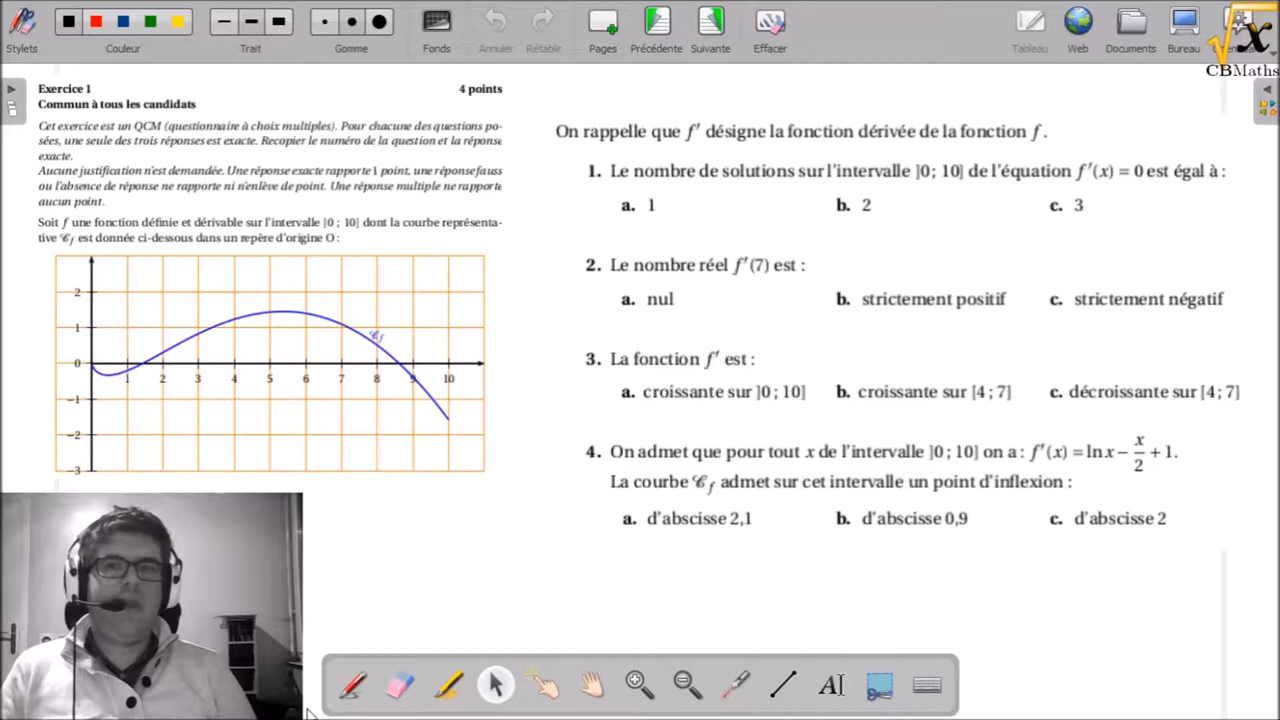 Stylets Couleur Trait Gomme Fonds Annuler Rétablir Pages Précédente Suivante Effacer Tableau Web Documents Bureau
CBMaths
Exercice 1 4 points
Commun à tous les candidats
Cet exercice est un QCM (questionnaire à choix multiples). Pour chacune des questions po-
sées, une seule des trois réponses est exacte. Recopier le numéro de la question et la réponse
exacte.
Aucune justification n'est demandée. Une réponse exacte rapporte 1 point, une réponse fauss
ou l'absence de réponse ne rapporte ni n'enlève de point. Une réponse multiple ne rapporte
aucun point.
Soit f une fonction définie et dérivable sur l'intervalle ]0 ; 10] dont la courbe représenta-
tive 𝒞f est donnée ci-dessous dans un repère d'origine O :
2
1
𝒞f
0
1 2 3 4 5 6 7 8 9 10
−1
−2
−3
On rappelle que f′ désigne la fonction dérivée de la fonction f.
1. Le nombre de solutions sur l'intervalle ]0; 10] de l'équation f′(x) = 0 est égal à :
a. 1 b. 2 c. 3
2. Le nombre réel f′(7) est :
a. nul b. strictement positif c. strictement négatif
3. La fonction f′ est :
a. croissante sur ]0 ; 10] b. croissante sur [4 ; 7] c. décroissante sur [4 ; 7]
4. On admet que pour tout x de l'intervalle ]0 ; 10] on a : f′(x) = ln x − x/2 + 1.
La courbe 𝒞f admet sur cet intervalle un point d'inflexion :
a. d'abscisse 2,1 b. d'abscisse 0,9 c. d'abscisse 2
AI